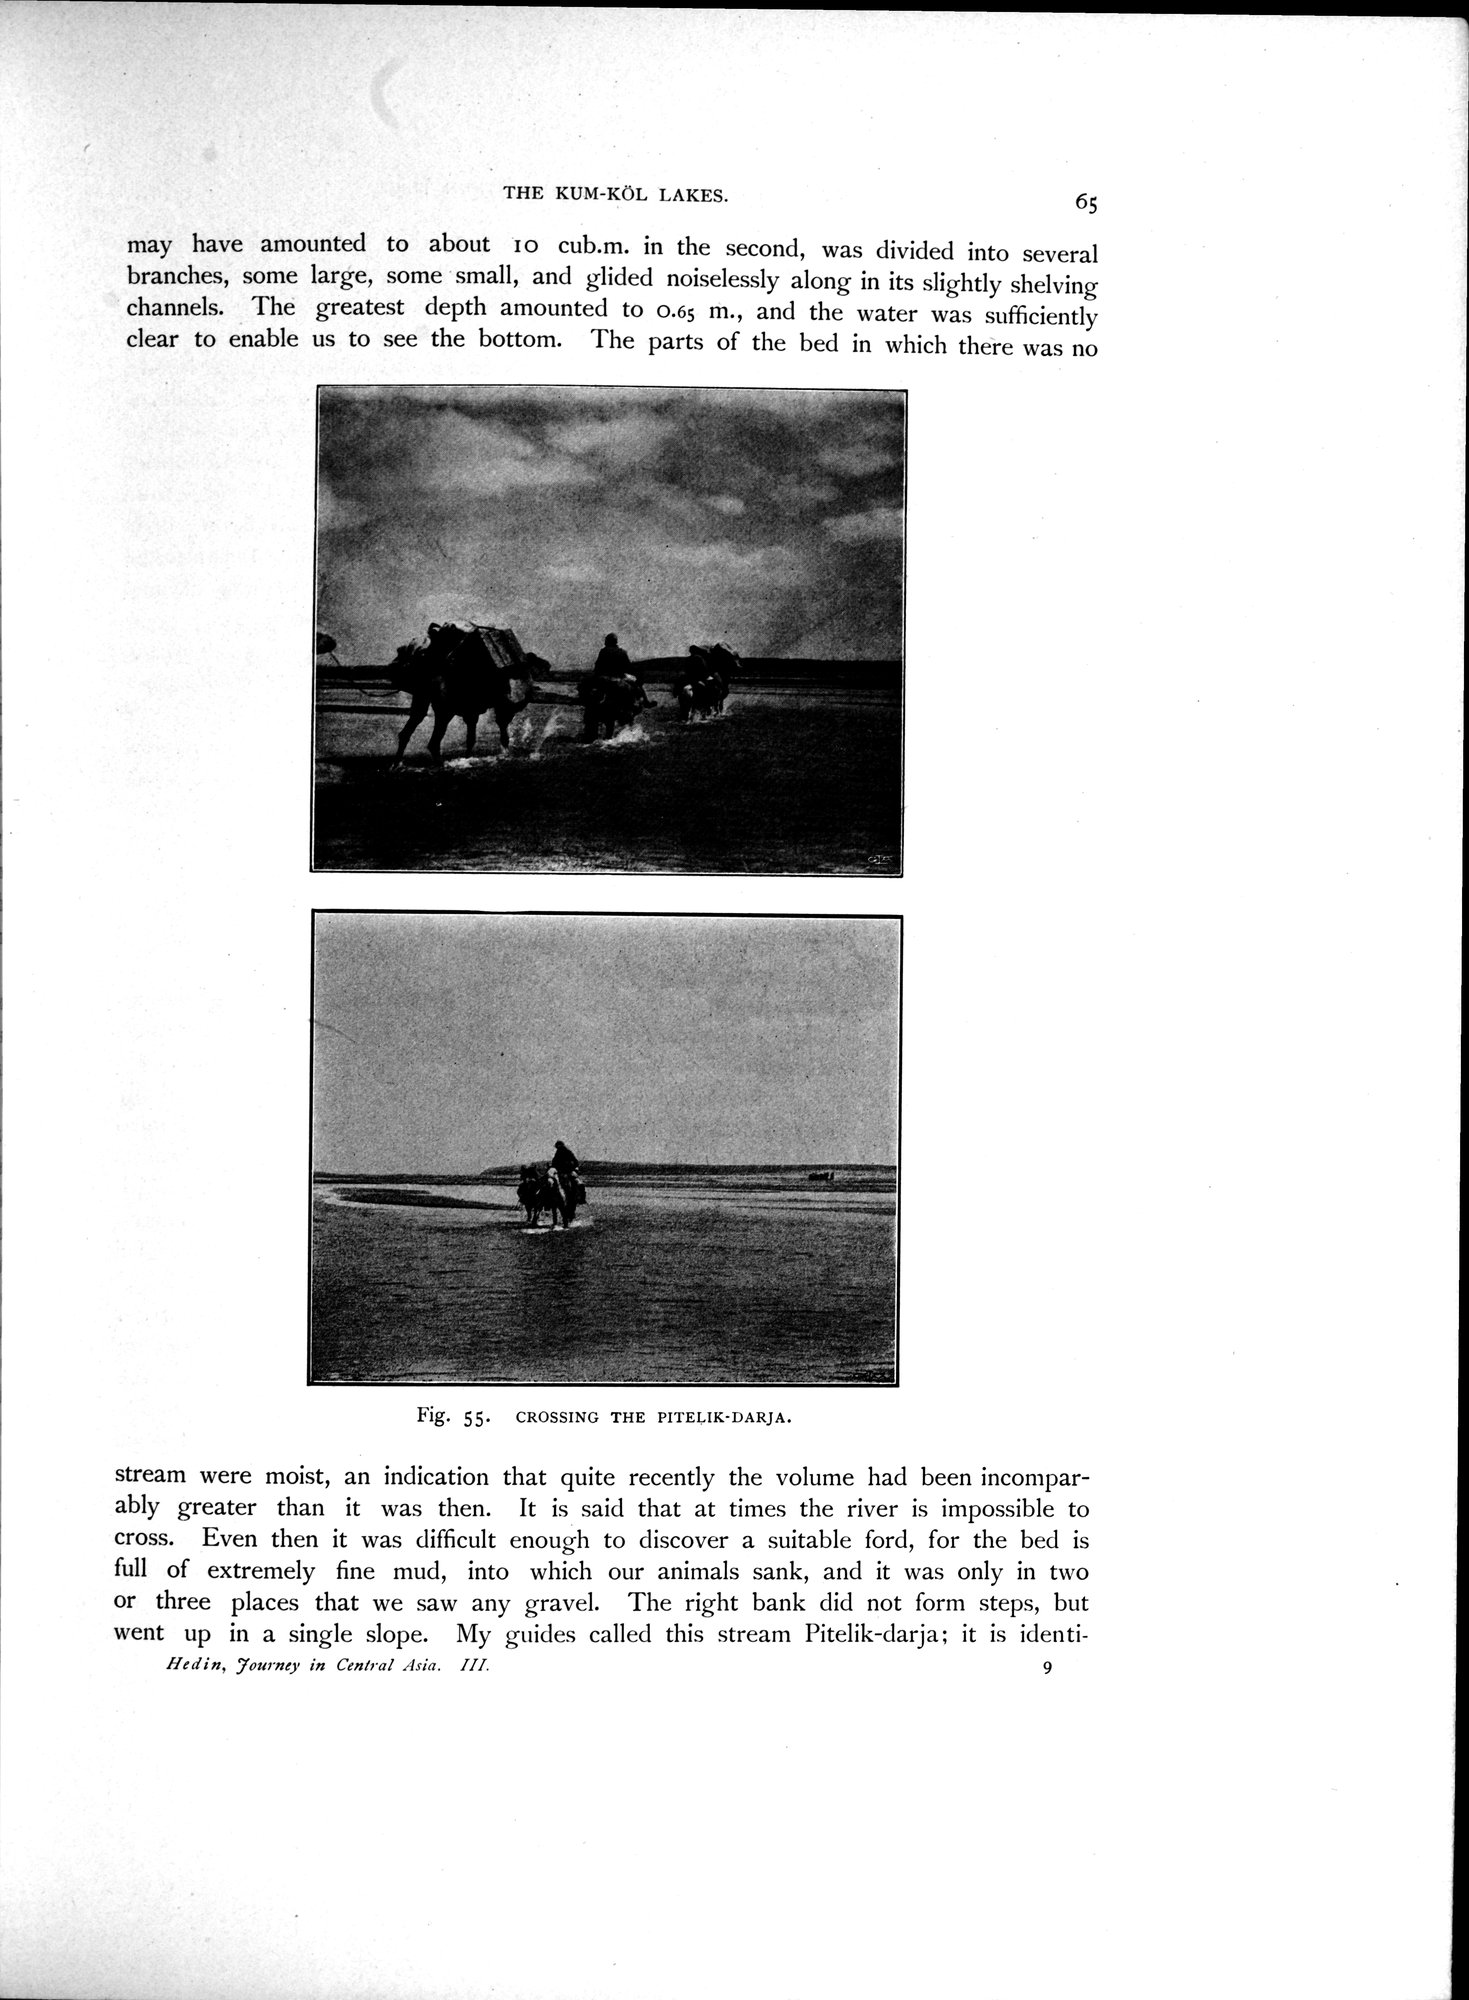 THE KUM-KÖL LAKES. 65
may have amounted to about 10 cub.m. in the second, was divided into several
branches, some large, some small, and glided noiselessly along in its slightly shelving
channels. The greatest depth amounted to 0.65 m., and the water was sufficiently
clear to enable us to see the bottom. The parts of the bed in which there was no
Fig. 55. CROSSING THE PITELIK-DARJA.
stream were moist, an indication that quite recently the volume had been incompar-
ably greater than it was then. It is said that at times the river is impossible to
cross. Even then it was difficult enough to discover a suitable ford, for the bed is
full of extremely fine mud, into which our animals sank, and it was only in two
or three places that we saw any gravel. The right bank did not form steps, but
went up in a single slope. My guides called this stream Pitelik-darja; it is identi-
Hedin, Journey in Central Asia. III. 9